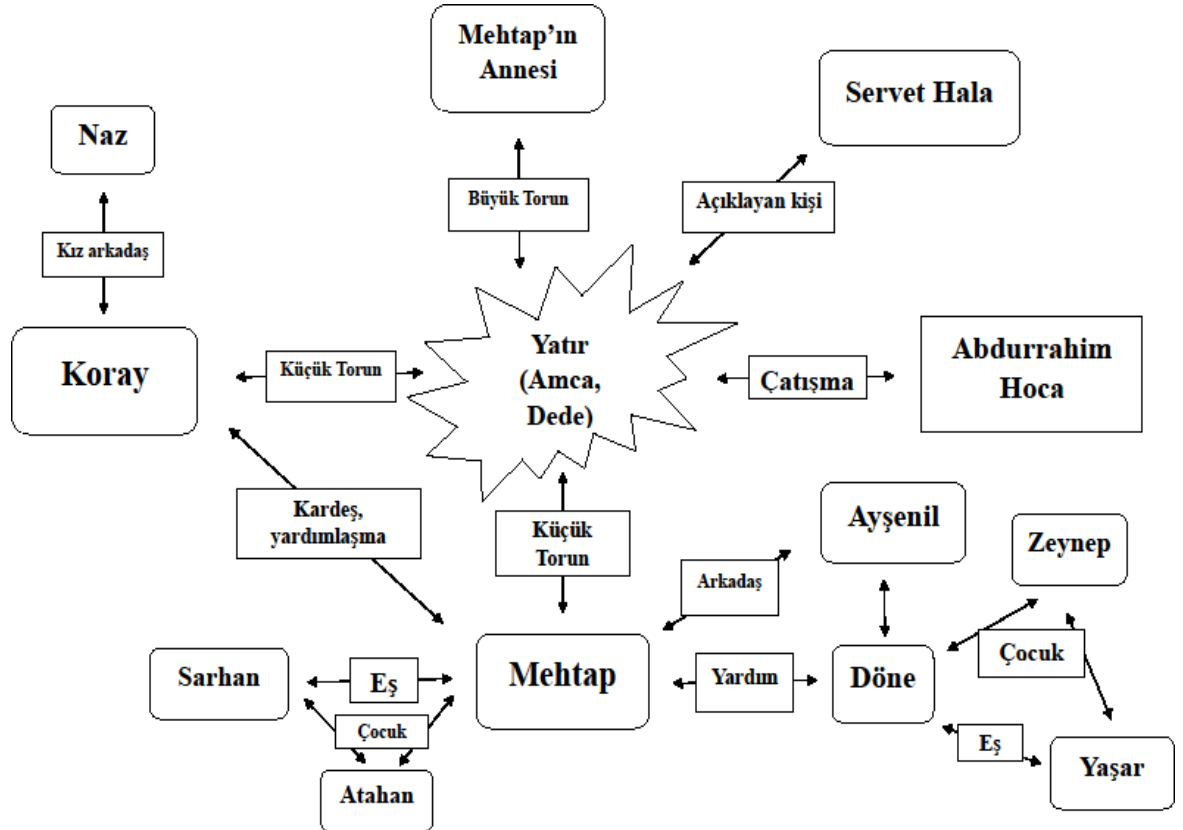 Mehtap’ın
Annesi
Servet Hala
Naz
Büyük Torun
Açıklayan kişi
Kız arkadaş
Koray
Küçük Torun
Yatır
(Amca,
Dede)
Çatışma
Abdurrahim
Hoca
Kardeş,
yardımlaşma
Küçük
Torun
Ayşenil
Zeynep
Arkadaş
Sarhan
Eş
Mehtap
Yardım
Döne
Çocuk
Çocuk
Eş
Yaşar
Atahan